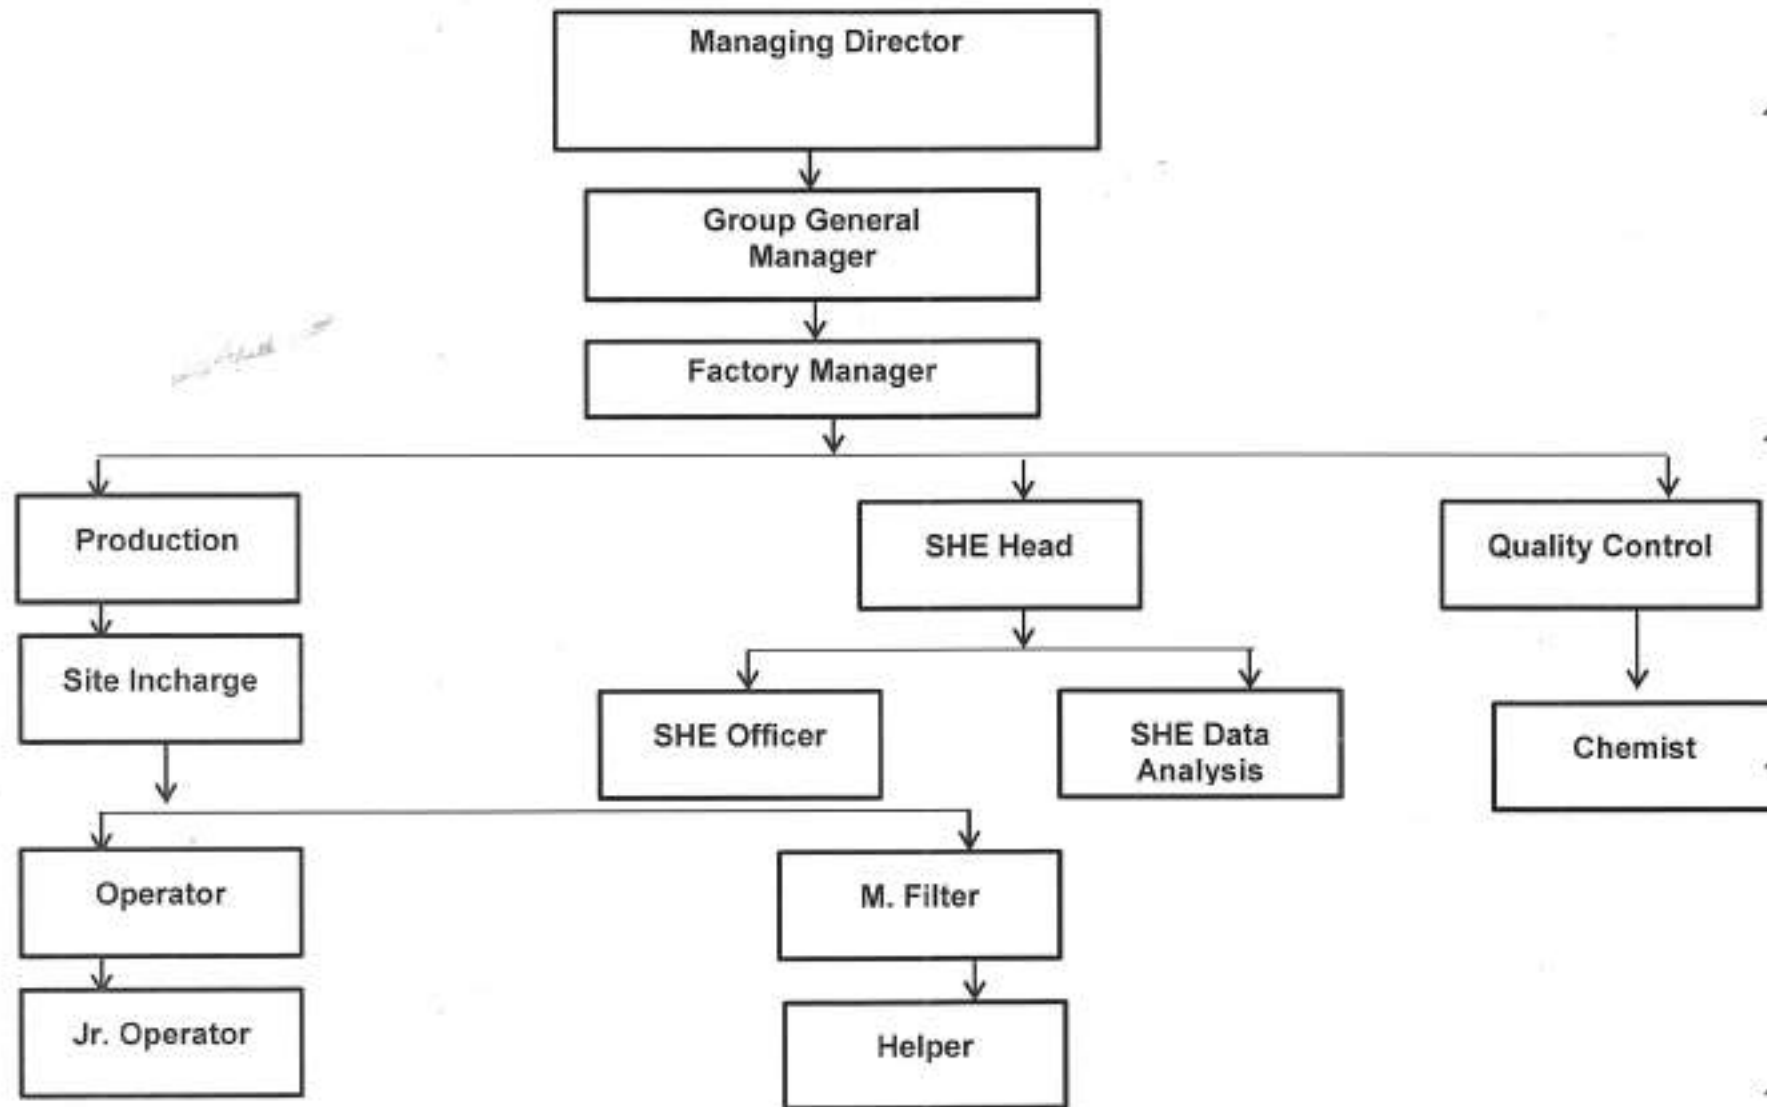 Managing Director
Group General
Manager
Factory Manager
Production
SHE Head
Quality Control
Site Incharge
SHE Officer
SHE Data
Analysis
Chemist
Operator
M. Filter
Jr. Operator
Helper